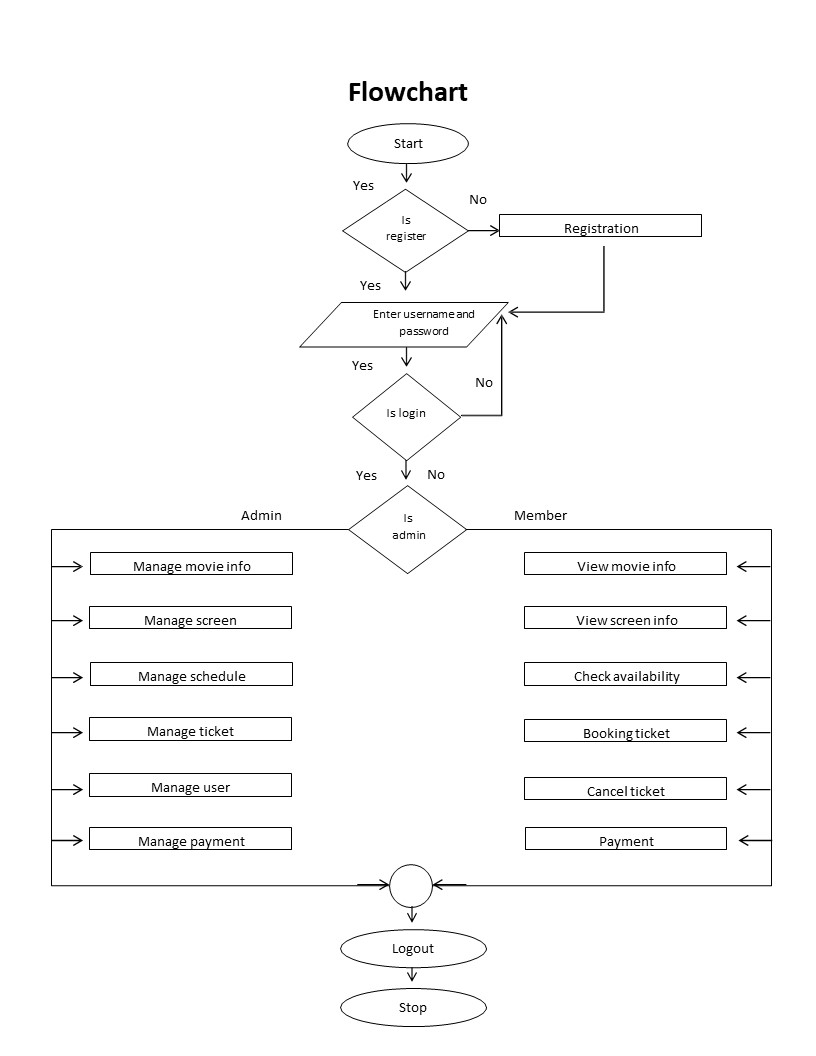 Flowchart
Start
Yes
No
Is
register
Registration
Yes
Enter username and
password
Yes
No
Is login
Yes
No
Admin
Is
admin
Member
Manage movie info
View movie info
Manage screen
View screen info
Manage schedule
Check availability
Manage ticket
Booking ticket
Manage user
Cancel ticket
Manage payment
Payment
Logout
Stop